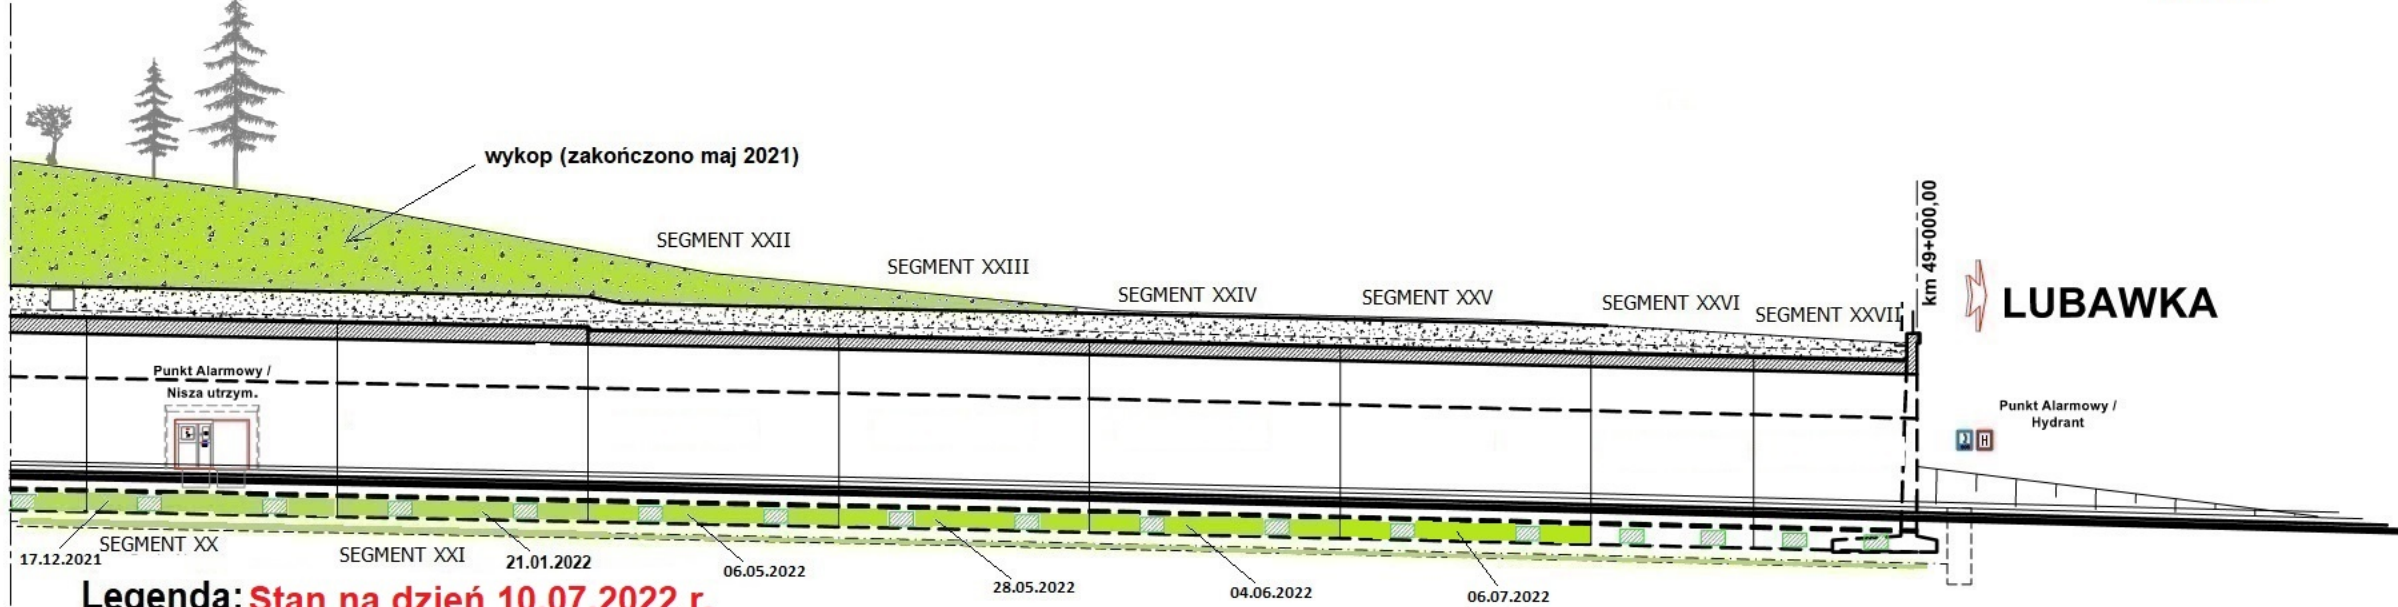 wykop (zakończono maj 2021)
SEGMENT XXII
SEGMENT XXIII
SEGMENT XXIV
SEGMENT XXV
SEGMENT XXVI
SEGMENT XXVII
km 49+000,00
LUBAWKA
Punkt Alarmowy /
Nisza utrzym.
Punkt Alarmowy /
Hydrant
H
17.12.2021
SEGMENT XX
SEGMENT XXI
21.01.2022
06.05.2022
28.05.2022
04.06.2022
06.07.2022
Legenda: Stan na dzień 10.07.2022 r.